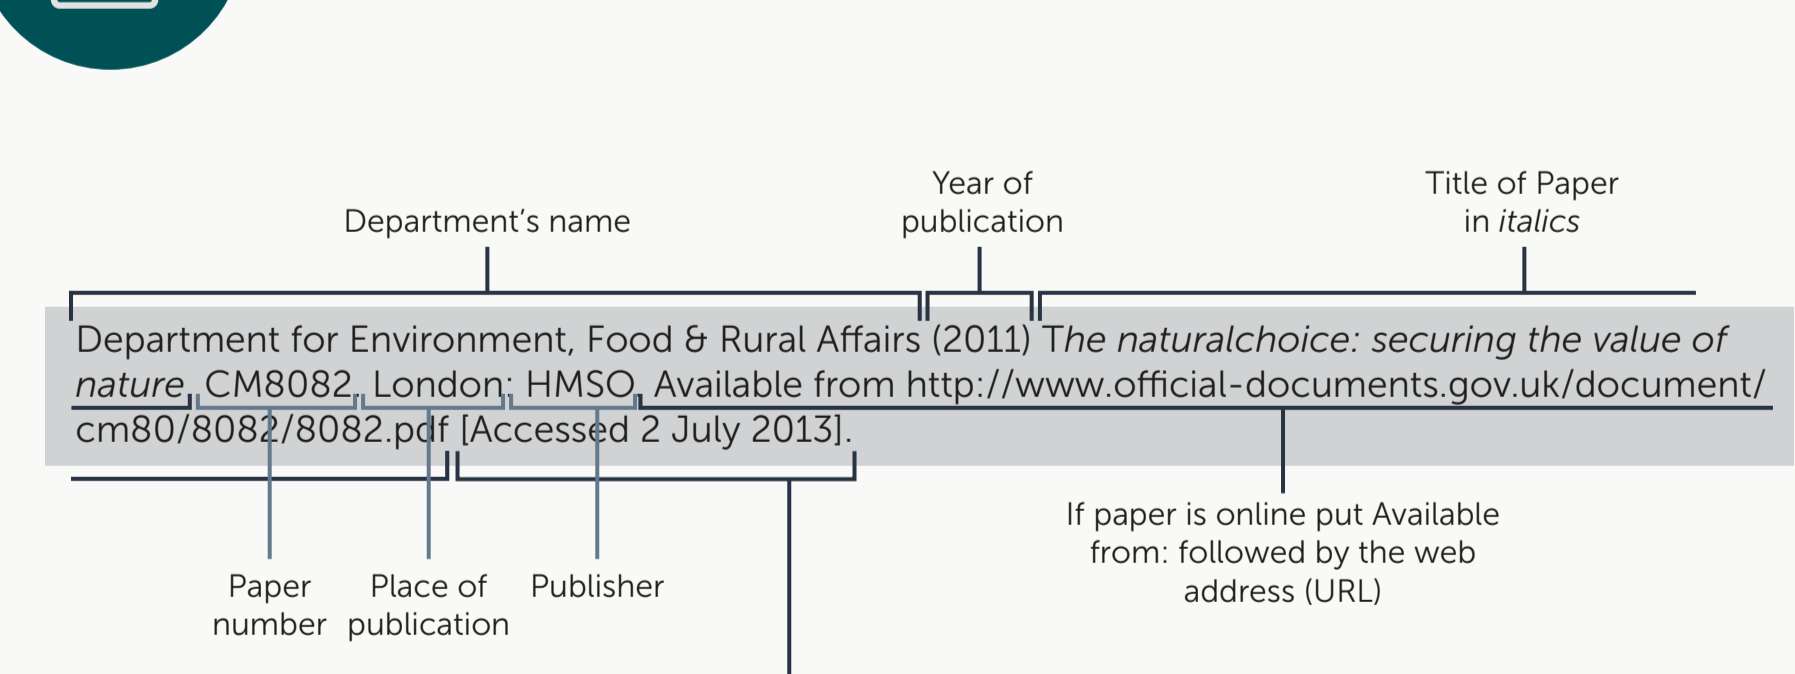 Year of
Title of Paper
Department's name
publication
in italics
Department for Environment, Food & Rural Affairs (2011) The naturalchoice: securing the value of
nature, CM8082, London: HMSO, Available from http://www.official-documents.gov.uk/document/
cm80/8082/8082.pdf [Accessed 2 July 2013].
If paper is online put Available
from: followed by the web
address (URL)
Paper
number
Place of
publication
Publisher